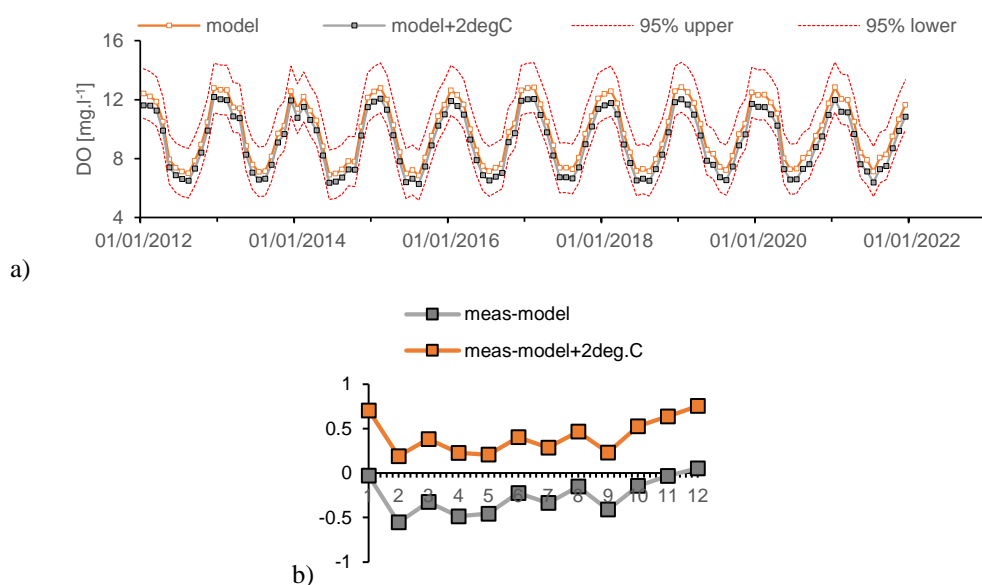 model model+2degC 95% upper 95% lower
16
12
8
4
DO [mg.l-1]
01/01/2012 01/01/2014 01/01/2016 01/01/2018 01/01/2020 01/01/2022
a)
meas-model
meas-model+2deg.C
1
0.5
0
-0.5
-1
1 2 3 4 5 6 7 8 9 10 11 12
b)